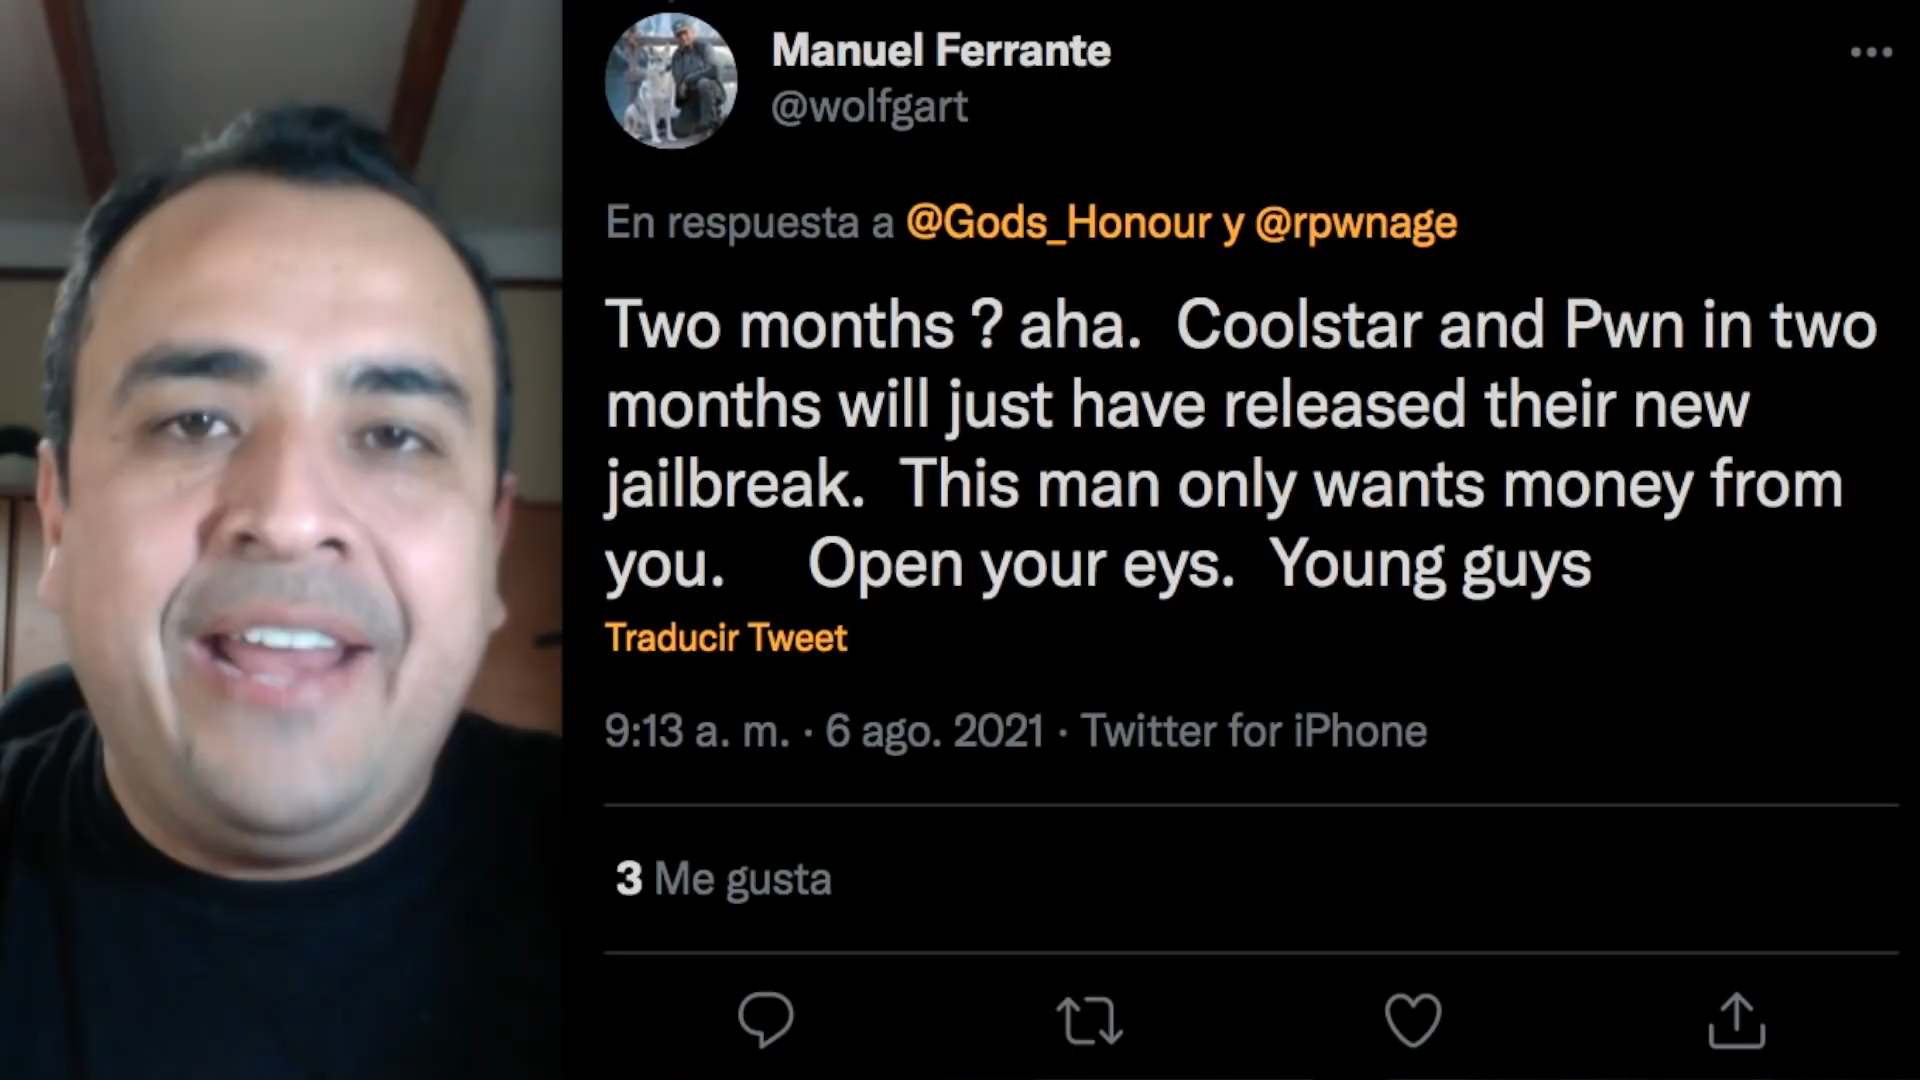 Manuel Ferrante
@wolfgart
En respuesta a @Gods_Honour y @rpwnage
Two months ? aha.  Coolstar and Pwn in two
months will just have released their new
jailbreak.  This man only wants money from
you.     Open your eys.  Young guys
Traducir Tweet
9:13 a. m. · 6 ago. 2021 · Twitter for iPhone
3 Me gusta